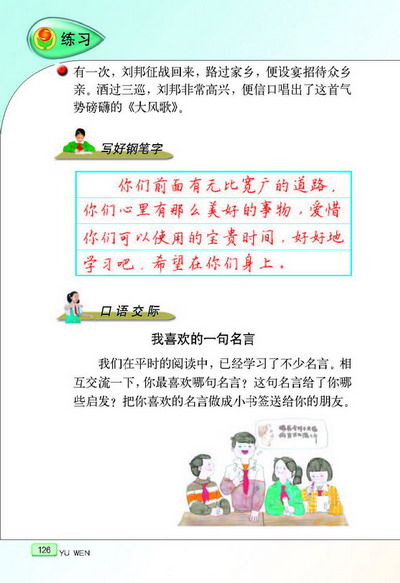 练习
有一次，刘邦征战回来，路过家乡，便设宴招待众乡
亲。酒过三巡，刘邦非常高兴，便信口唱出了这首气
势磅礴的《大风歌》。
写好钢笔字
你们前面有无比宽广的道路，
你们心里有那么美好的事物，爱惜
你们可以使用的宝贵时间，好好地
学习吧，希望在你们身上。
口语交际
我喜欢的一句名言
我们在平时的阅读中，已经学习了不少名言。相
互交流一下，你最喜欢哪句名言？这句名言给了你哪
些启发？把你喜欢的名言做成小书签送给你的朋友。
126 YU WEN